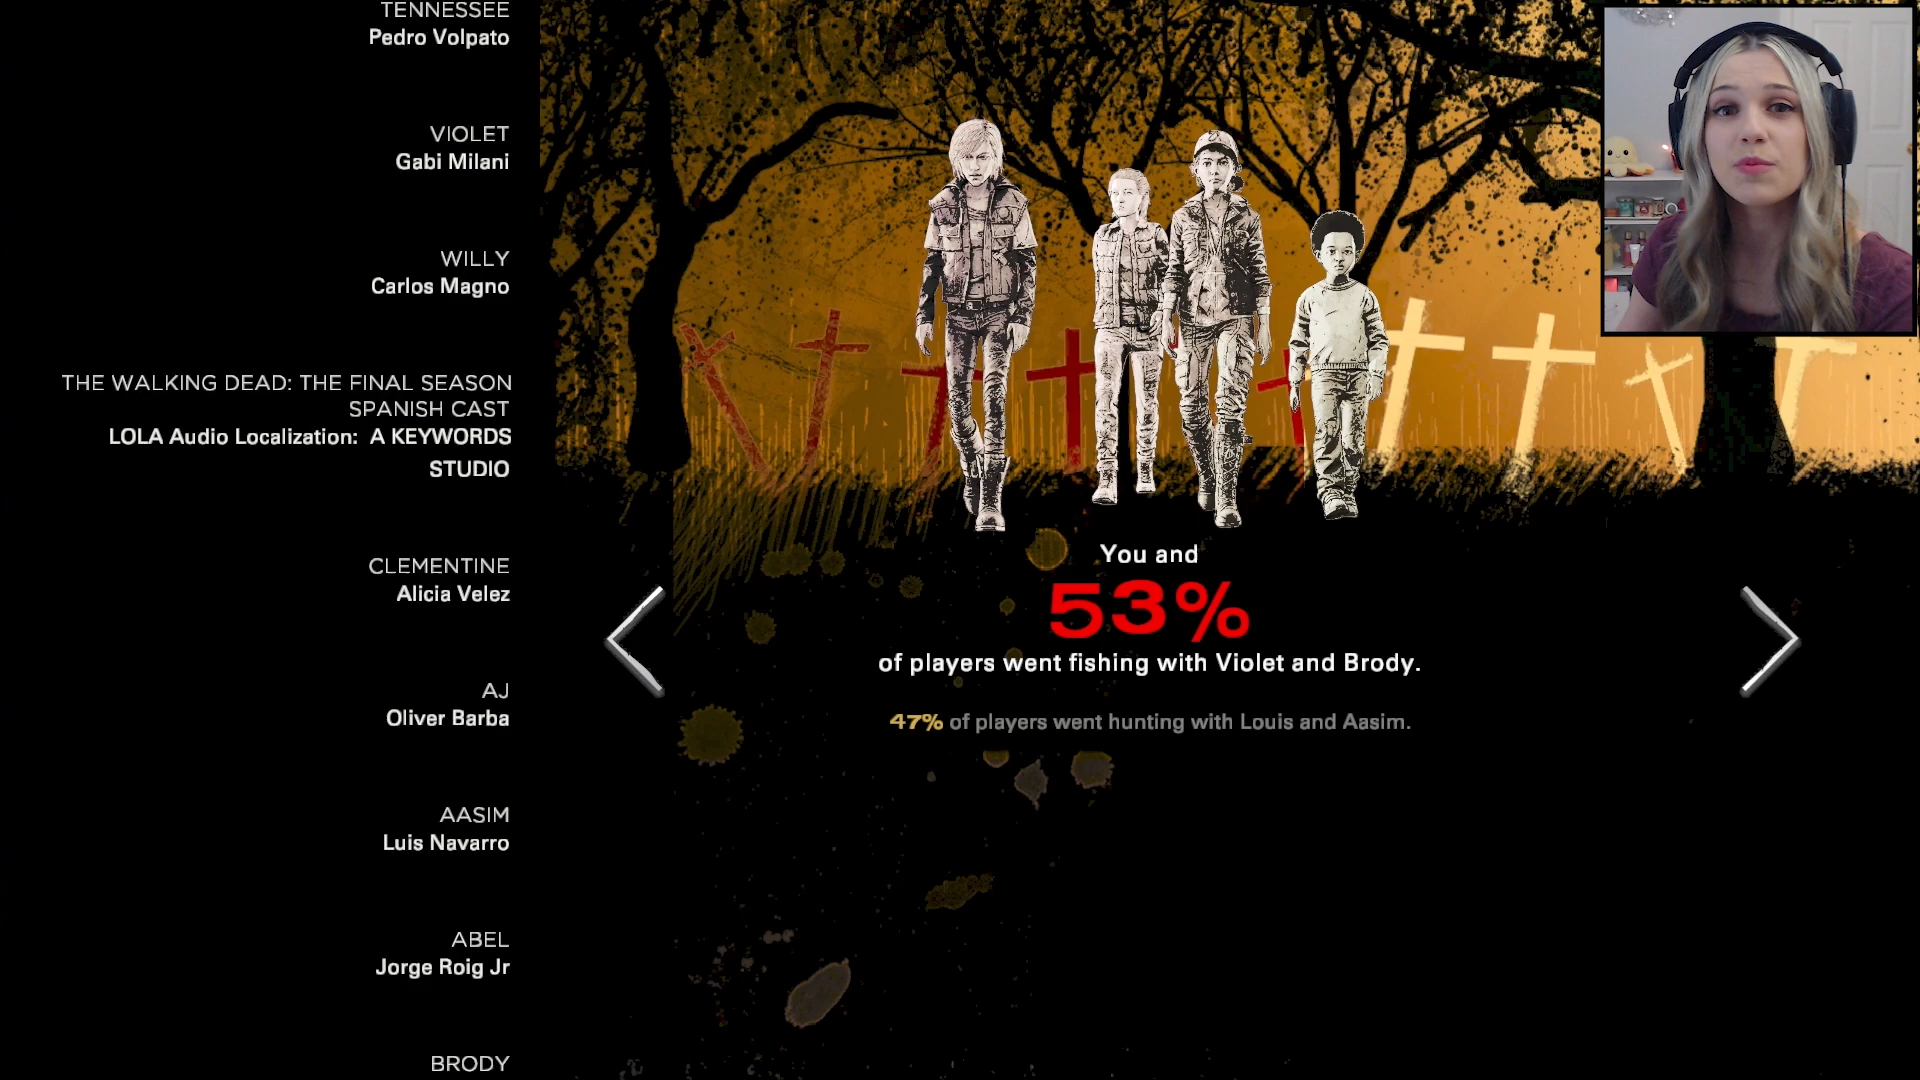 TENNESSEE
Pedro Volpato
VIOLET
Gabi Milani
WILLY
Carlos Magno
THE WALKING DEAD: THE FINAL SEASON
SPANISH CAST
LOLA Audio Localization: A KEYWORDS
STUDIO
CLEMENTINE
Alicia Velez
AJ
Oliver Barba
AASIM
Luis Navarro
ABEL
Jorge Roig Jr
BRODY
You and
53%
of players went fishing with Violet and Brody.
47% of players went hunting with Louis and Aasim.